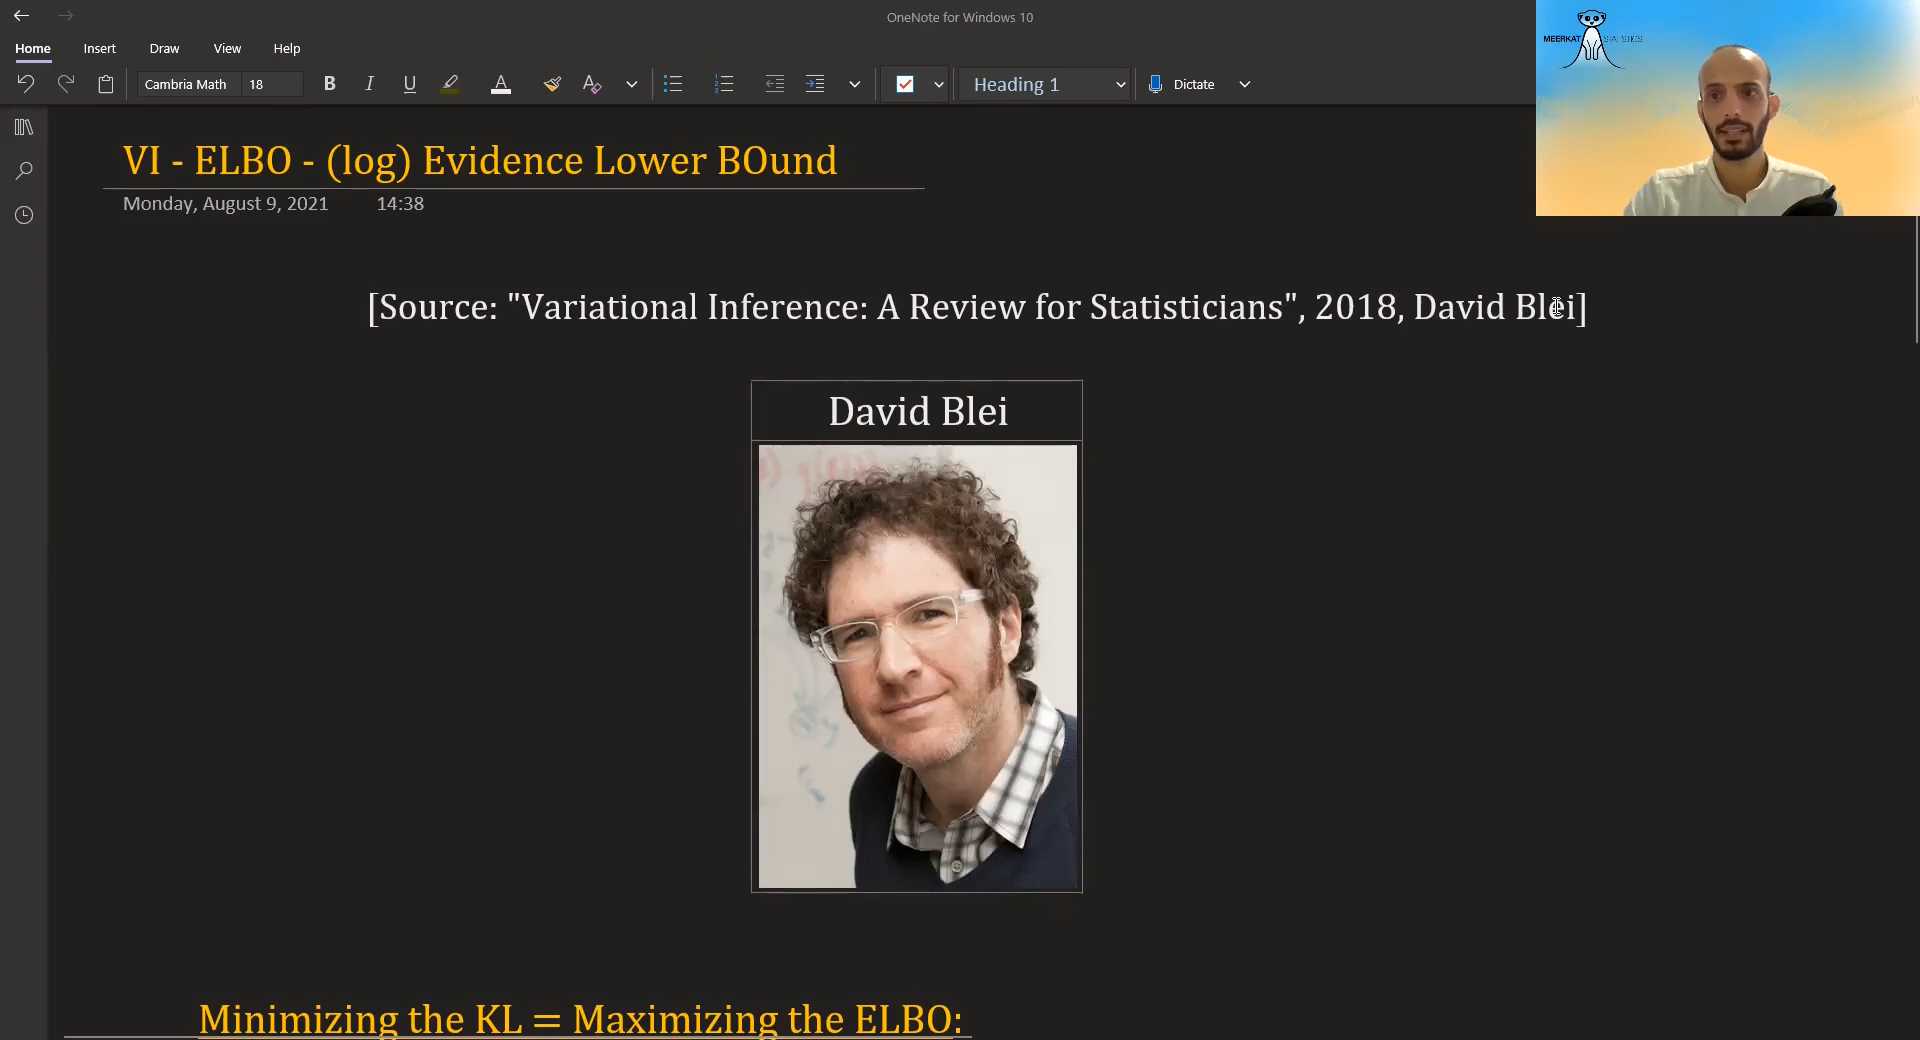 OneNote for Windows 10
Home Insert Draw View Help
Cambria Math 18 B I U A A Heading 1 Dictate
MEERKAT STATISTICS
VI - ELBO - (log) Evidence Lower BOund
Monday, August 9, 2021 14:38
[Source: "Variational Inference: A Review for Statisticians", 2018, David Blei]
David Blei
Minimizing the KL = Maximizing the ELBO: